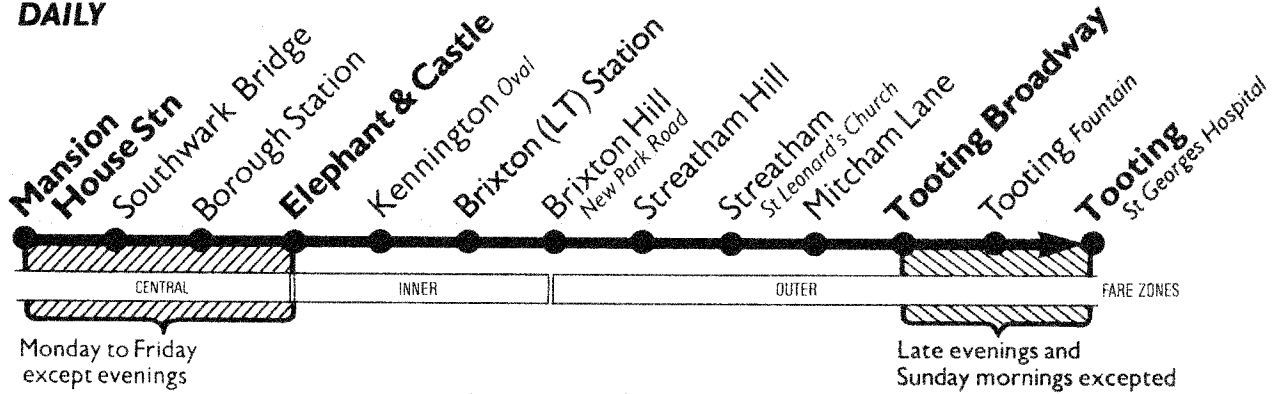 DAILY
Mansion
House Stn
Southwark Bridge
Borough Station
Elephant & Castle
Kennington Oval
Brixton (LT) Station
Brixton Hill
New Park Road
Streatham Hill
Streatham
St Leonard's Church
Mitcham Lane
Tooting Broadway
Tooting Fountain
Tooting
St Georges Hospital
CENTRAL
INNER
OUTER
FARE ZONES
Monday to Friday
except evenings
Late evenings and
Sunday mornings excepted